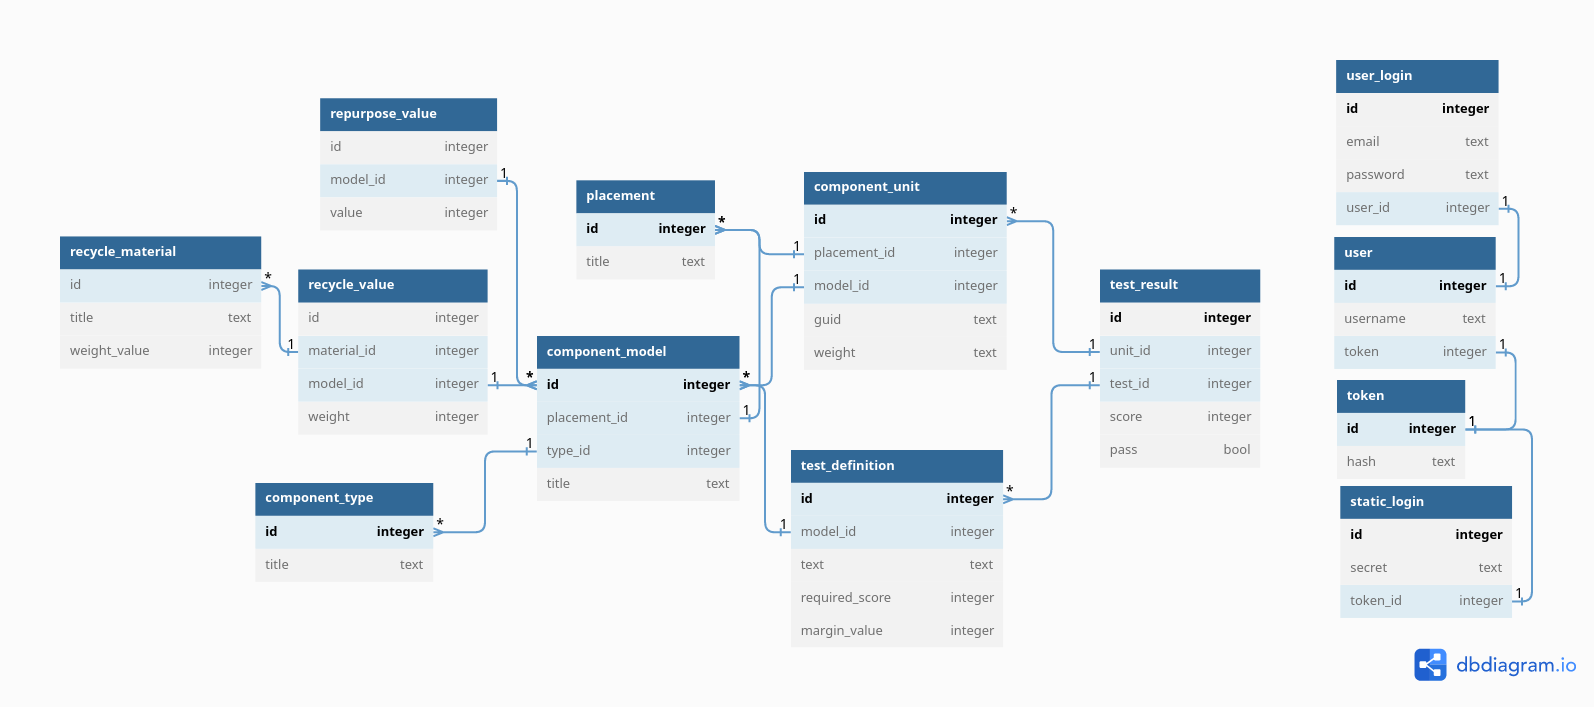 repurpose_value
id integer
model_id integer
value integer
1
recycle_material
id integer
title text
weight_value integer
*
1
recycle_value
id integer
material_id integer
model_id integer
weight integer
1
*
component_type
id integer
title text
*
1
placement
id integer
title text
*
1
component_model
id integer
placement_id integer
type_id integer
title text
*
1
component_unit
id integer
placement_id integer
model_id integer
guid text
weight text
*
1
test_definition
id integer
model_id integer
text text
required_score integer
margin_value integer
1
*
test_result
id integer
unit_id integer
test_id integer
score integer
pass bool
1
1
user_login
id integer
email text
password text
user_id integer
1
user
id integer
username text
token integer
1
1
token
id integer
hash text
1
static_login
id integer
secret text
token_id integer
1
dbdiagram.io